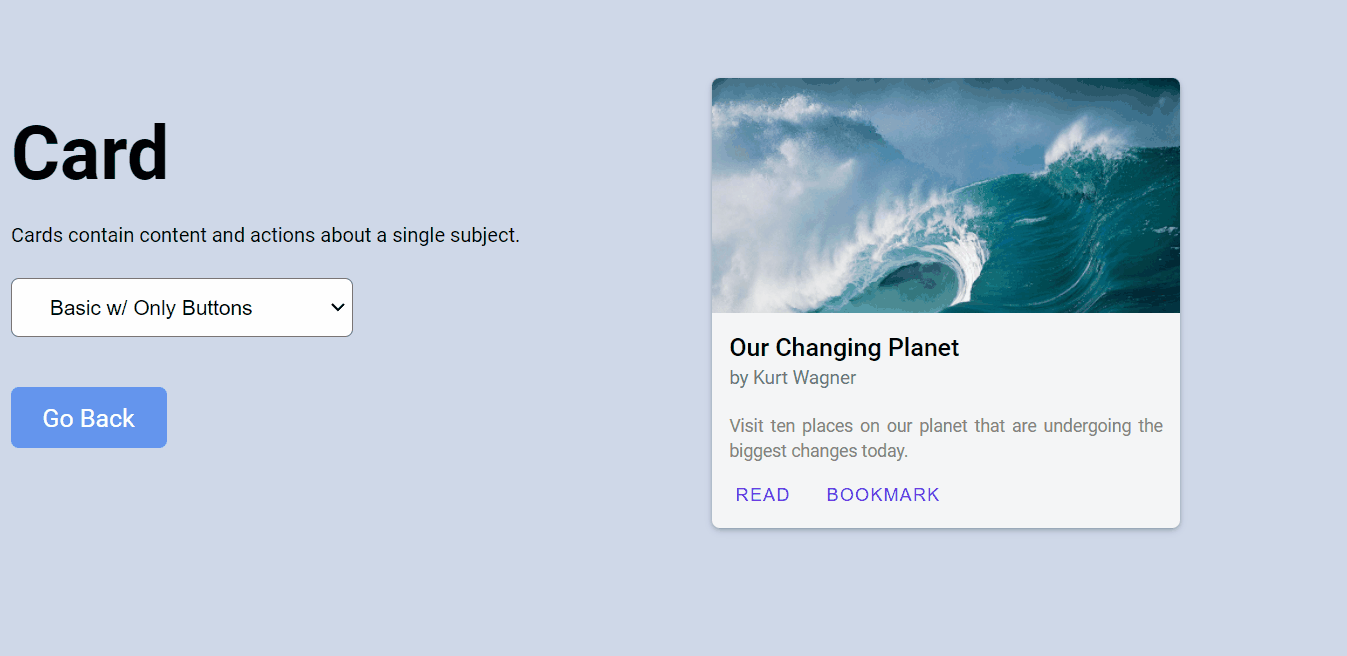 Card
Cards contain content and actions about a single subject.
Basic w/ Only Buttons
Go Back
Our Changing Planet
by Kurt Wagner
Visit ten places on our planet that are undergoing the
biggest changes today.
READ BOOKMARK